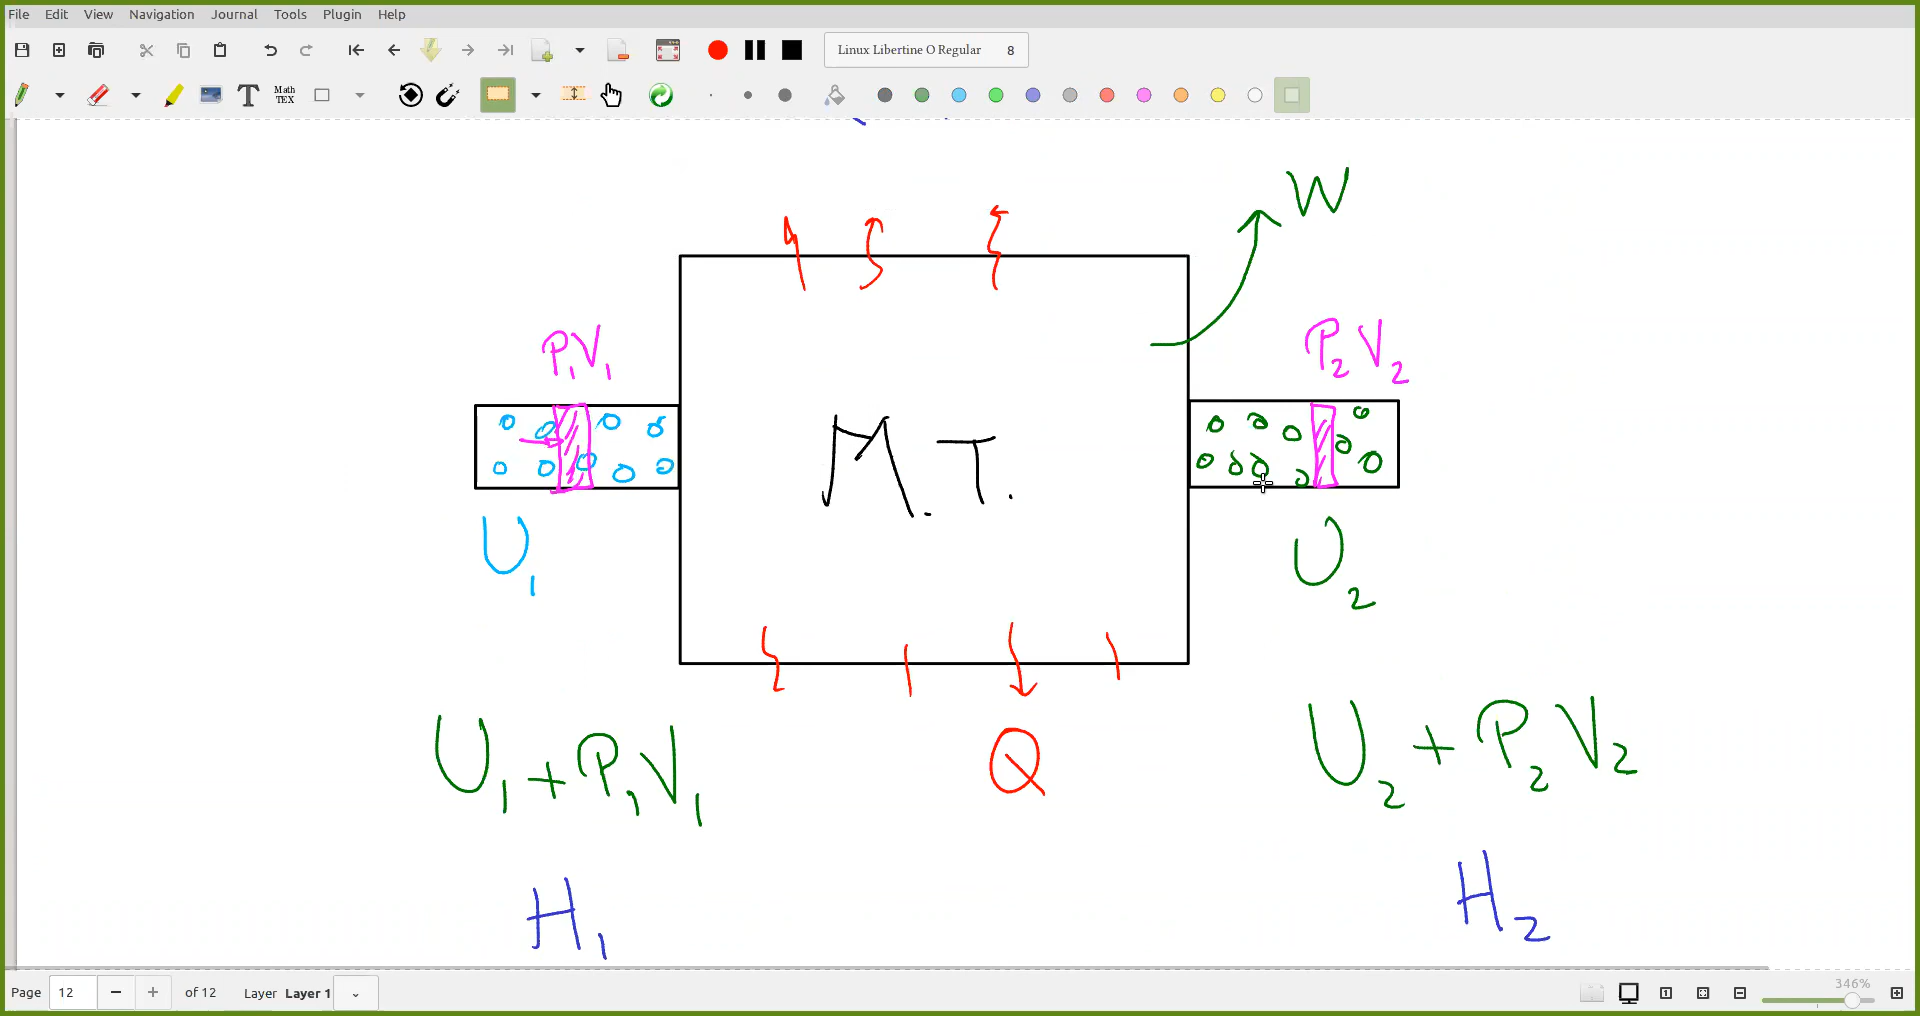 File Edit View Navigation Journal Tools Plugin Help
Linux Libertine O Regular 8
T Math TEX
W
P₁V₁
P₂V₂
M.T.
U₁
U₂
U₁+P₁V₁
Q
U₂+P₂V₂
H₁
H₂
Page 12 of 12 Layer Layer 1 346%